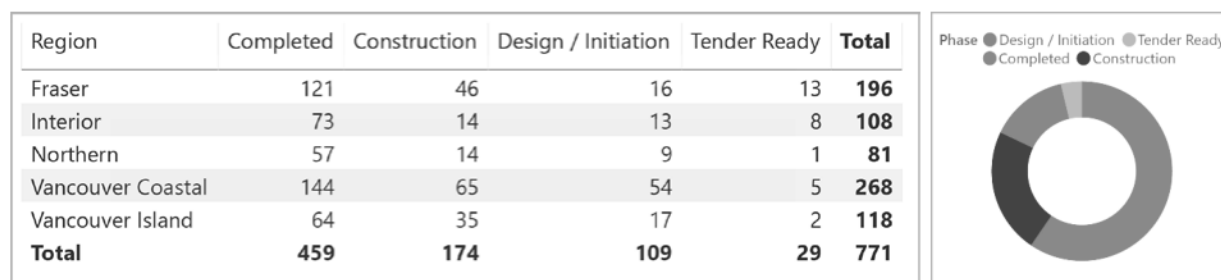 Region Completed Construction Design / Initiation Tender Ready Total
Fraser 121 46 16 13 196
Interior 73 14 13 8 108
Northern 57 14 9 1 81
Vancouver Coastal 144 65 54 5 268
Vancouver Island 64 35 17 2 118
Total 459 174 109 29 771
Phase Design / Initiation Tender Ready
Completed Construction